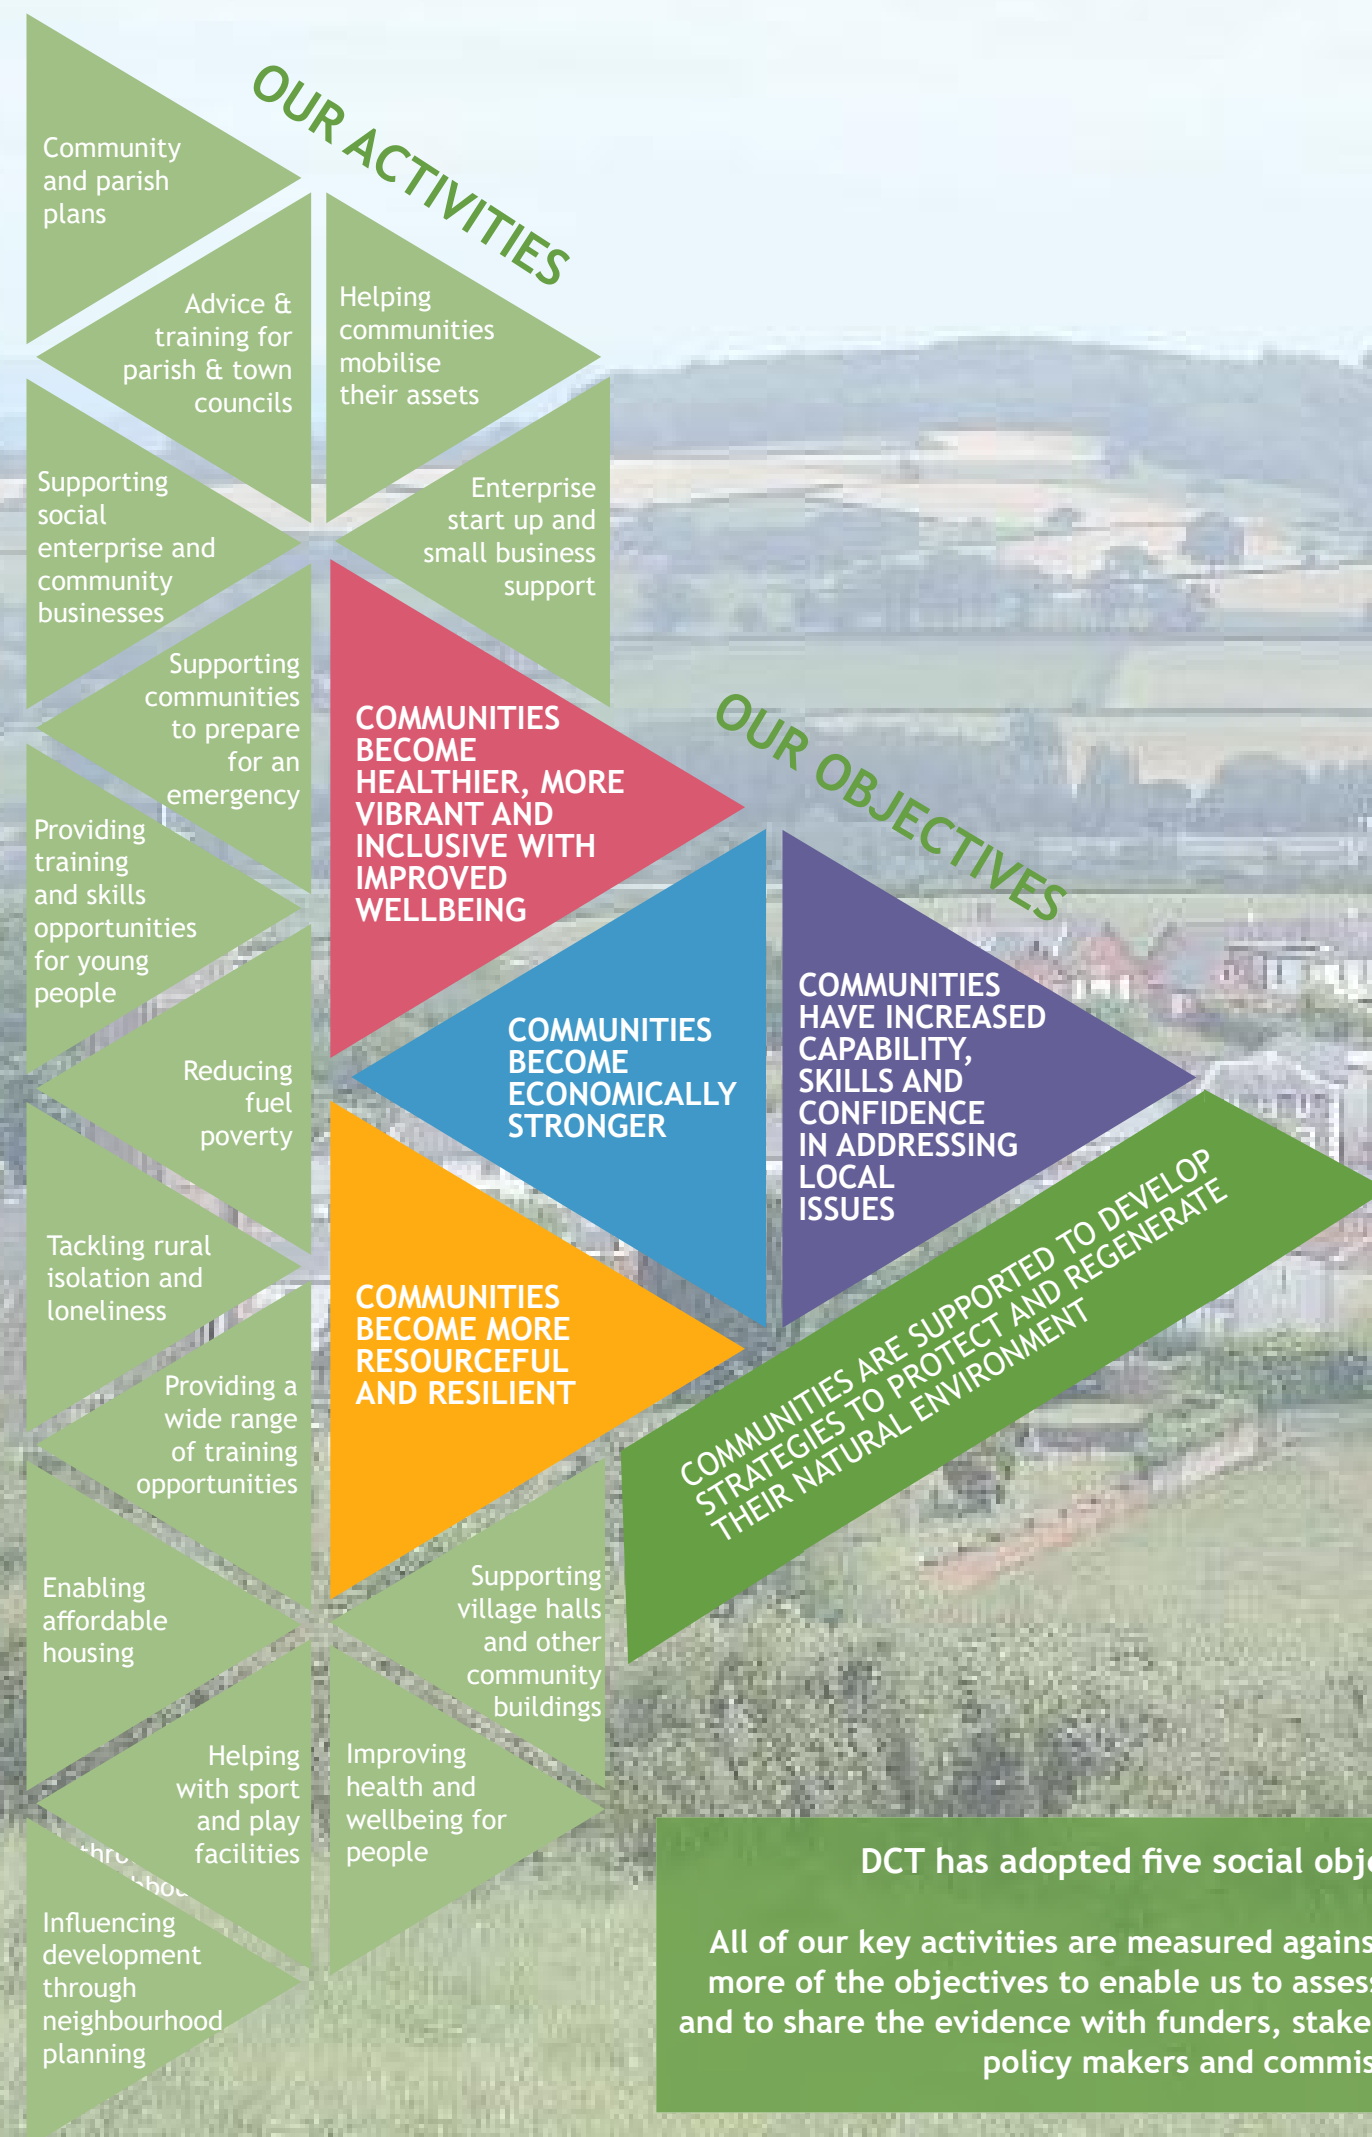 OUR ACTIVITIES
Community
and parish
plans
Advice &
training for
parish & town
councils
Helping
communities
mobilise
their assets
Supporting
social
enterprise and
community
businesses
Enterprise
start up and
small business
support
Supporting
communities
to prepare
for an
emergency
Providing
training
and skills
opportunities
for young
people
Reducing
fuel
poverty
Tackling rural
isolation and
loneliness
Providing a
wide range
of training
opportunities
Enabling
affordable
housing
Supporting
village halls
and other
community
buildings
Helping
with sport
and play
facilities
Improving
health and
wellbeing for
people
Influencing
development
through
neighbourhood
planning
OUR OBJECTIVES
COMMUNITIES
BECOME
HEALTHIER, MORE
VIBRANT AND
INCLUSIVE WITH
IMPROVED
WELLBEING
COMMUNITIES
BECOME
ECONOMICALLY
STRONGER
COMMUNITIES
HAVE INCREASED
CAPABILITY,
SKILLS AND
CONFIDENCE
IN ADDRESSING
LOCAL
ISSUES
COMMUNITIES
BECOME MORE
RESOURCEFUL
AND RESILIENT
COMMUNITIES ARE SUPPORTED TO DEVELOP
STRATEGIES TO PROTECT AND REGENERATE
THEIR NATURAL ENVIRONMENT
DCT has adopted five social
All of our key activities are measured
more of the objectives to enable us to
and to share the evidence with funders,
policy makers and